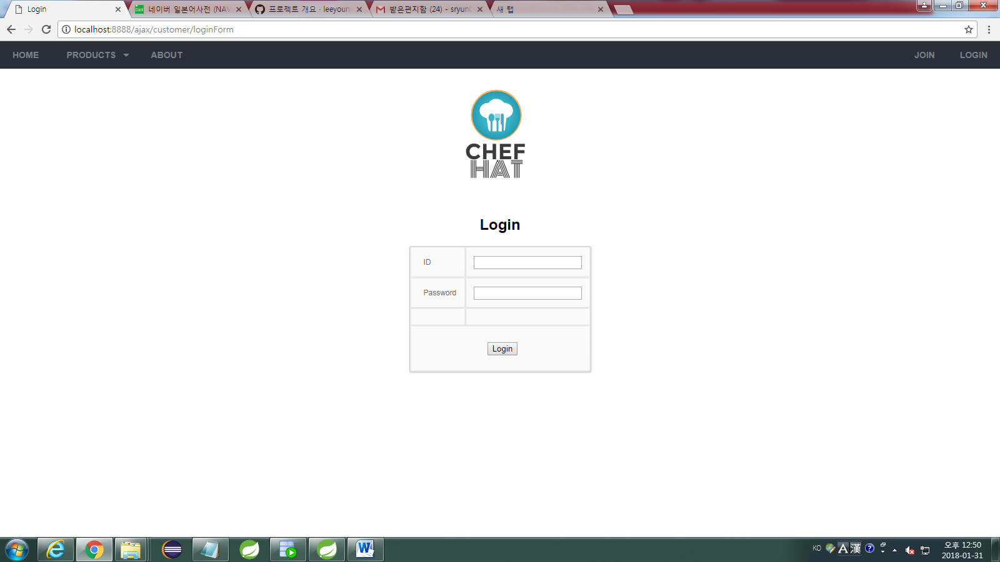 Login
네이버 일본어사전 (NAV
프로젝트 개요 · leeyoun
받은편지함 (24) - sryun
새 탭
localhost:8888/ajax/customer/loginForm
HOME PRODUCTS ABOUT JOIN LOGIN
CHEF
HAT
Login
ID
Password
Login
KO A 漢
오후 12:50
2018-01-31